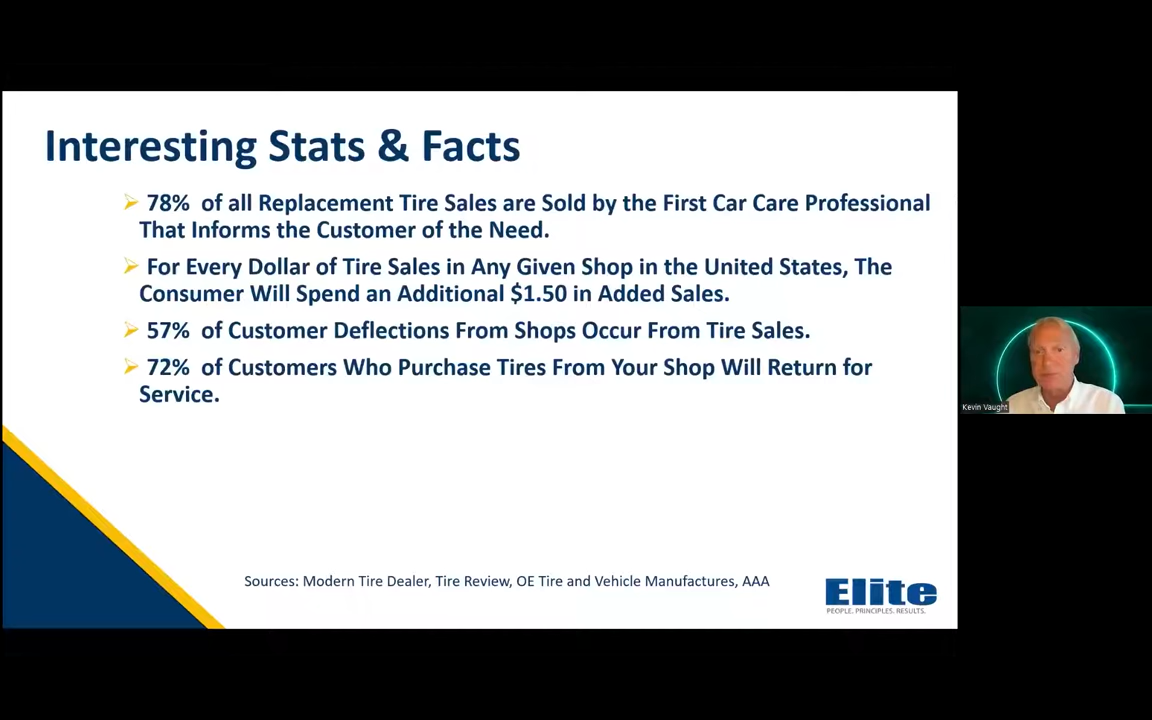 Interesting Stats & Facts
78% of all Replacement Tire Sales are Sold by the First Car Care Professional
That Informs the Customer of the Need.
For Every Dollar of Tire Sales in Any Given Shop in the United States, The
Consumer Will Spend an Additional $1.50 in Added Sales.
57% of Customer Deflections From Shops Occur From Tire Sales.
72% of Customers Who Purchase Tires From Your Shop Will Return for
Service.
Kevin Vaught
Sources: Modern Tire Dealer, Tire Review, OE Tire and Vehicle Manufactures, AAA
Elite
PEOPLE. PRINCIPLES. RESULTS.